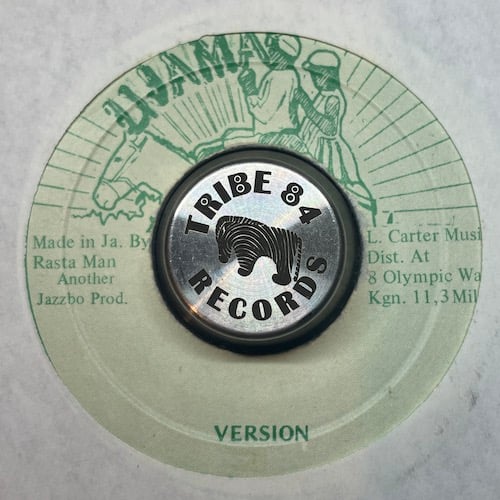 UJAMA
TRIBE 84
RECORDS
Made in Ja. By
Rasta Man
Another
Jazzbo Prod.
L. Carter Musi
Dist. At
8 Olympic Wa
Kgn. 11,3 Mil
VERSION